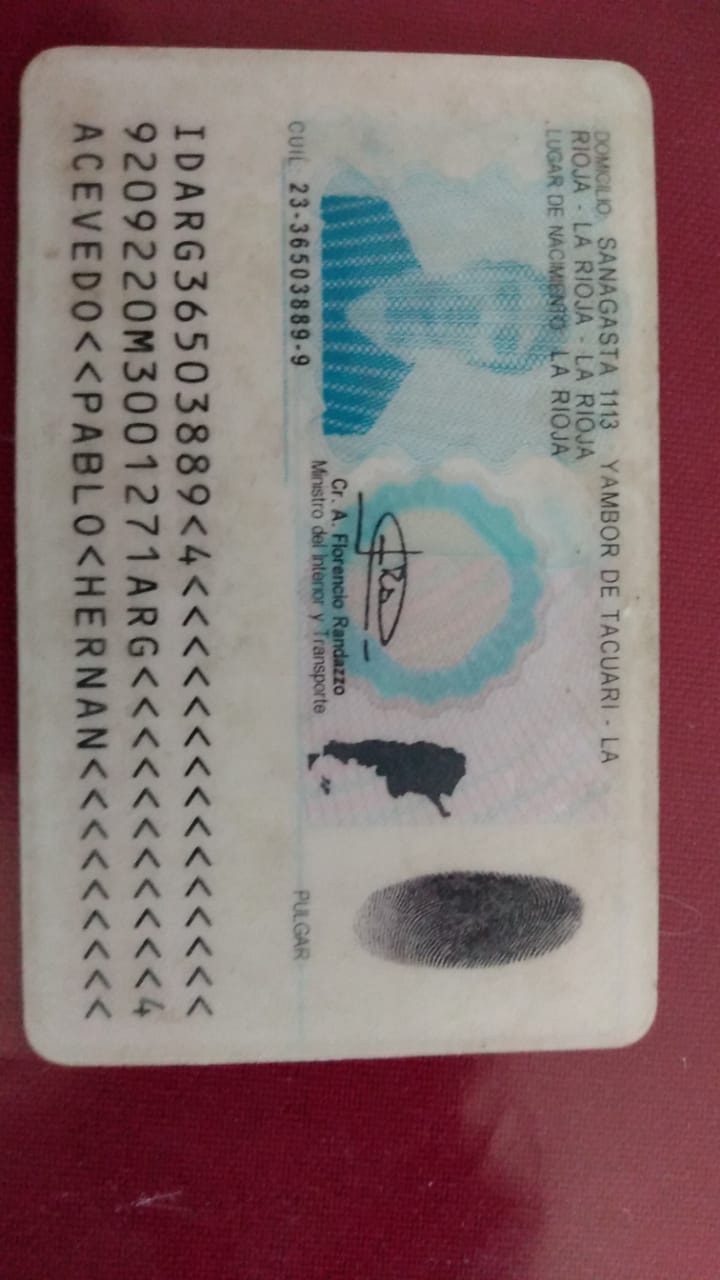 DOMICILIO: SANAGASTA 1113 YAMBOR DE TACUARI - LA
RIOJA - LA RIOJA - LA RIOJA
LUGAR DE NACIMIENTO: LA RIOJA
CUIL: 23-36503889-9
Cr. A. Florencio Randazzo
Ministro del Interior y Transporte
PULGAR
IDARG36503889<4<<<<<<<<<<<<<<<
9209220M3001271ARG<<<<<<<<<<<4
ACEVEDO<<PABLO<HERNAN<<<<<<<<<